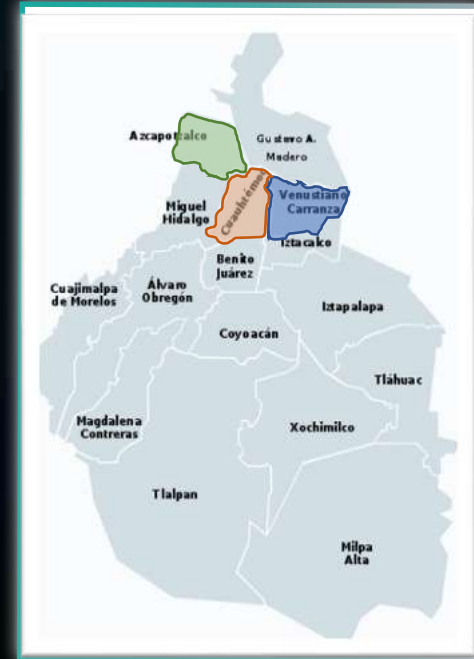 Azcapotzalco
Gustavo A.
Madero
Cuauhtémoc
Venustiano
Carranza
Miguel
Hidalgo
Iztacalco
Benito
Juárez
Cuajimalpa
de Morelos
Álvaro
Obregón
Iztapalapa
Coyoacán
Tláhuac
Magdalena
Contreras
Xochimilco
Tlalpan
Milpa
Alta